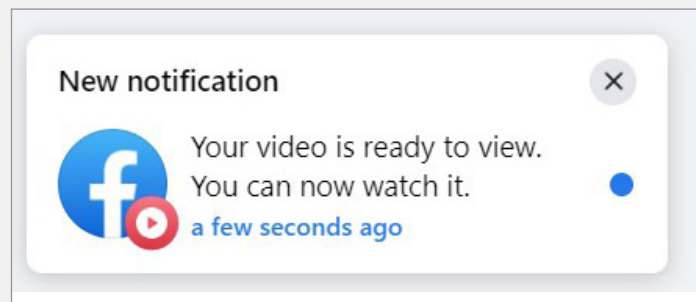 New notification
Your video is ready to view.
You can now watch it.
a few seconds ago